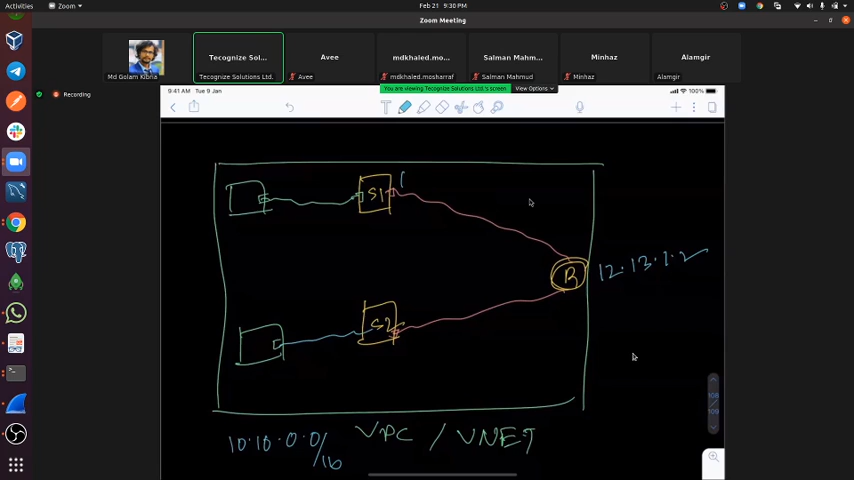 Zoom
Feb 21 9:30 PM
Zoom Meeting
Tecognize Sol...
Avee
mdkhaled.mo...
Salman Mahm...
Minhaz
Alamgir
Md Golam Kibria
Tecognize Solutions Ltd.
Avee
mdkhaled.mosharraf
Salman Mahmud
Minhaz
Alamgir
Recording
You are viewing Tecognize Solutions Ltd.'s screen
View Options
9:41 AM Tue 9 Jan
100%
S1
R
12.13.1.2
S2
VPC / VNET
10.10.0.0/16
108
109